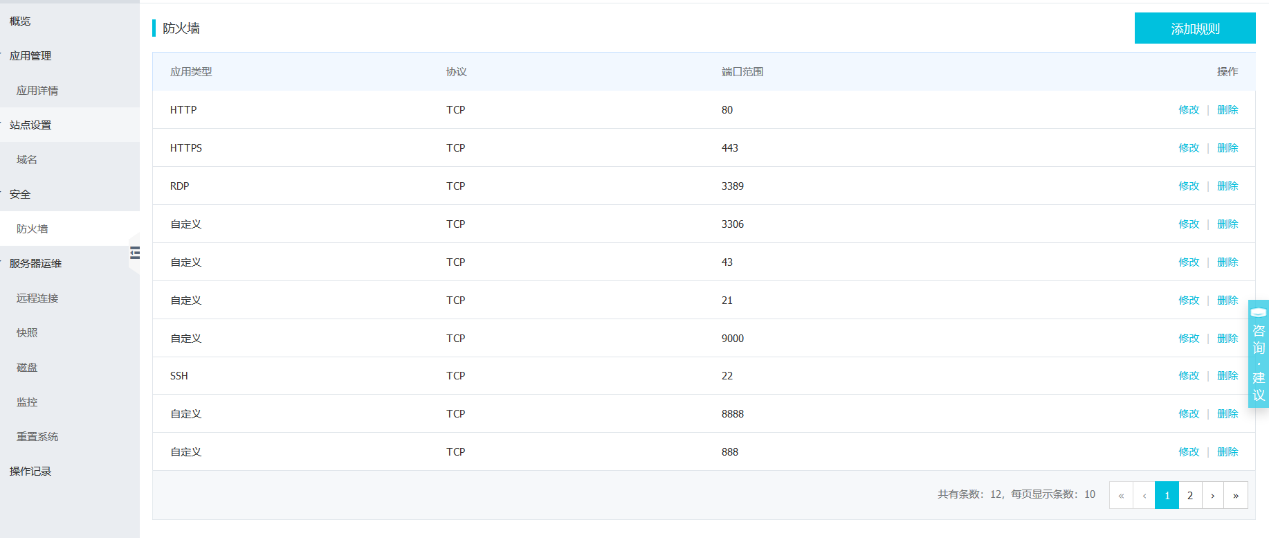 概览
应用管理
应用详情
站点设置
域名
安全
防火墙
服务器运维
远程连接
快照
磁盘
监控
重置系统
操作记录
防火墙 添加规则
应用类型 协议 端口范围 操作
HTTP TCP 80 修改 | 删除
HTTPS TCP 443 修改 | 删除
RDP TCP 3389 修改 | 删除
自定义 TCP 3306 修改 | 删除
自定义 TCP 43 修改 | 删除
自定义 TCP 21 修改 | 删除
自定义 TCP 9000 修改 | 删除
SSH TCP 22 修改 | 删除
自定义 TCP 8888 修改 | 删除
自定义 TCP 888 修改 | 删除
共有条数：12，每页显示条数：10 « ‹ 1 2 › »
咨询·建议